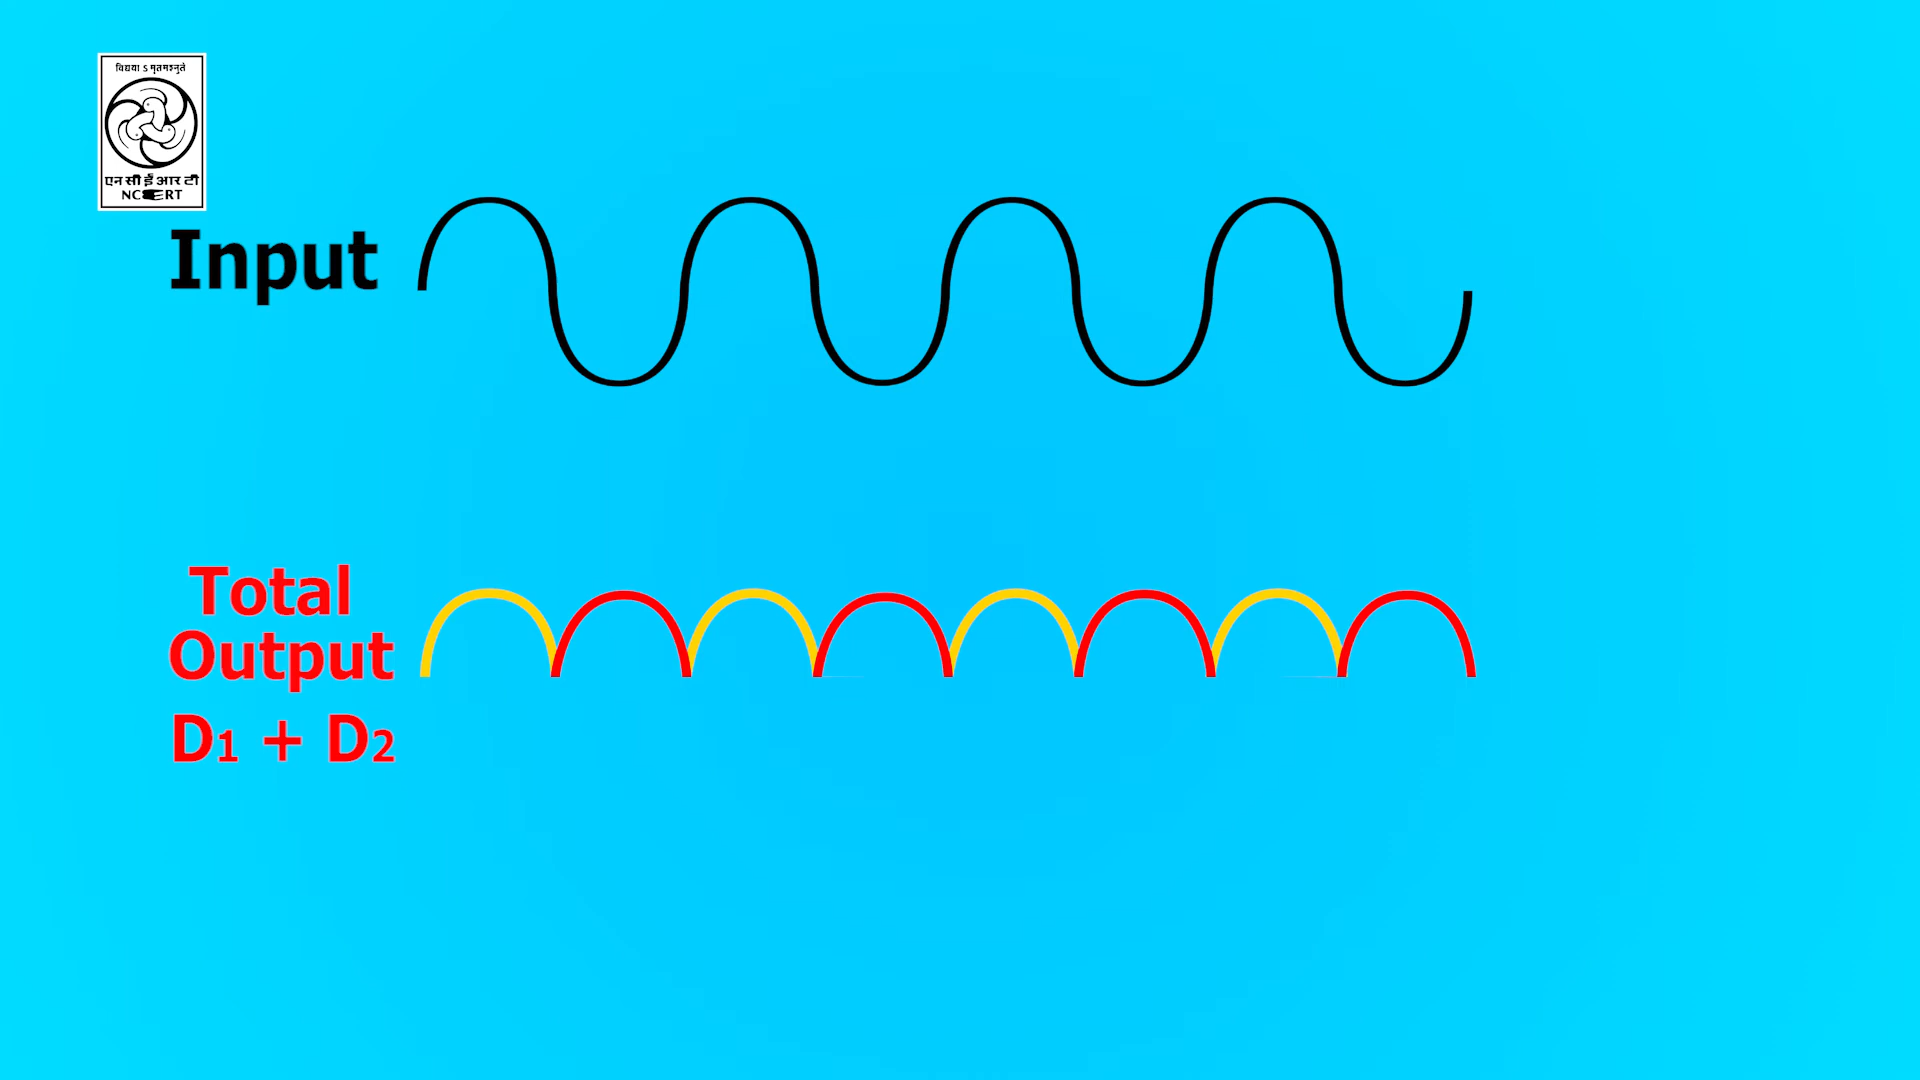 विद्यया ऽ मृतमश्नुते
एन सी ई आर टी
NCERT
Input
Total
Output
D1 + D2